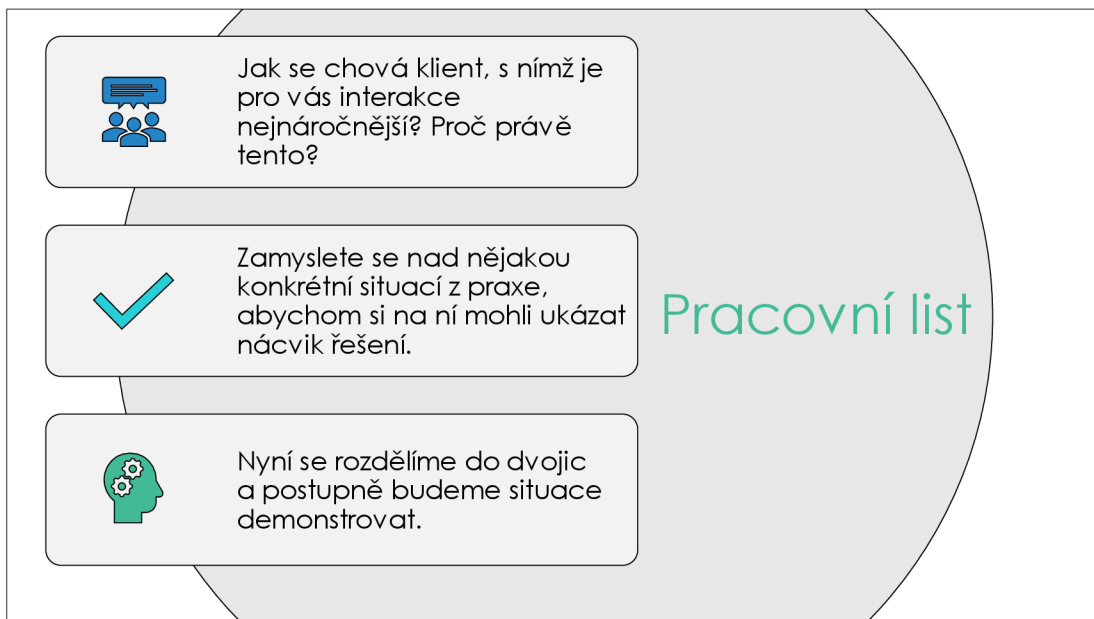 Jak se chová klient, s nímž je
pro vás interakce
nejnáročnější? Proč právě
tento?
Zamyslete se nad nějakou
konkrétní situací z praxe,
abychom si na ní mohli ukázat
nácvik řešení.
Pracovní list
Nyní se rozdělíme do dvojic
a postupně budeme situace
demonstrovat.